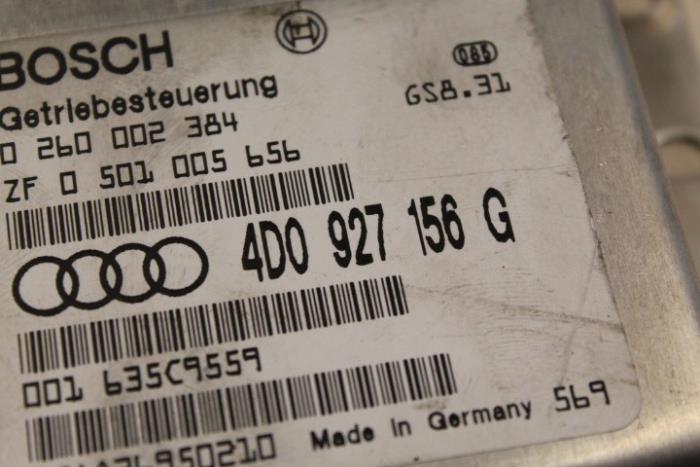 BOSCH
085
Getriebesteuerung
GS8.31
0 260 002 384
ZF 0 501 005 656
4D0 927 156 G
001 635C9559
Made In Germany 569